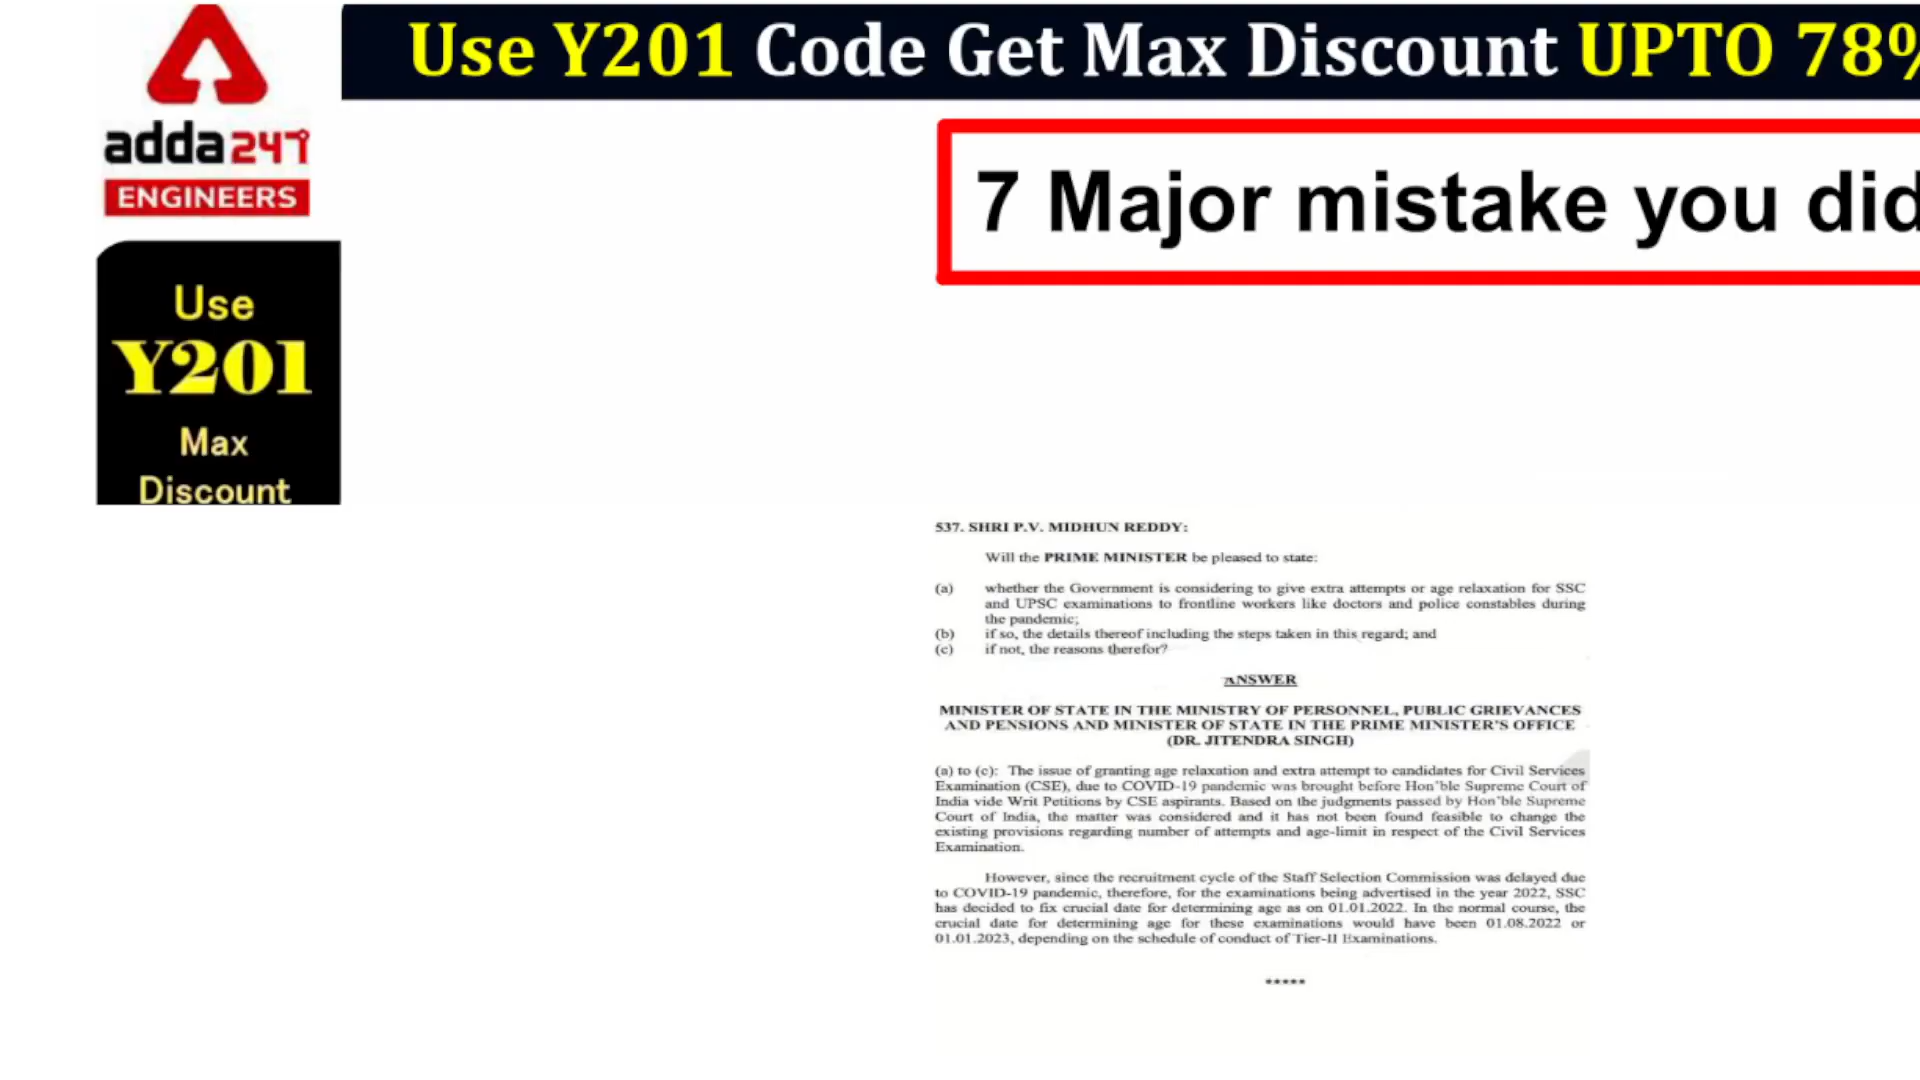 Use Y201 Code Get Max Discount UPTO 78%
adda247
ENGINEERS
7 Major mistake you did
Use
Y201
Max
Discount
537. SHRI P.V. MIDHUN REDDY:
Will the PRIME MINISTER be pleased to state:
(a) whether the Government is considering to give extra attempts or age relaxation for SSC
and UPSC examinations to frontline workers like doctors and police constables during
the pandemic;
(b) if so, the details thereof including the steps taken in this regard; and
(c) if not, the reasons therefor?
ANSWER
MINISTER OF STATE IN THE MINISTRY OF PERSONNEL, PUBLIC GRIEVANCES
AND PENSIONS AND MINISTER OF STATE IN THE PRIME MINISTER'S OFFICE
(DR. JITENDRA SINGH)
(a) to (c): The issue of granting age relaxation and extra attempt to candidates for Civil Services
Examination (CSE), due to COVID-19 pandemic was brought before Hon'ble Supreme Court of
India vide Writ Petitions by CSE aspirants. Based on the judgments passed by Hon'ble Supreme
Court of India, the matter was considered and it has not been found feasible to change the
existing provisions regarding number of attempts and age-limit in respect of the Civil Services
Examination.
However, since the recruitment cycle of the Staff Selection Commission was delayed due
to COVID-19 pandemic, therefore, for the examinations being advertised in the year 2022, SSC
has decided to fix crucial date for determining age as on 01.01.2022. In the normal course, the
crucial date for determining age for these examinations would have been 01.08.2022 or
01.01.2023, depending on the schedule of conduct of Tier-II Examinations.
*****